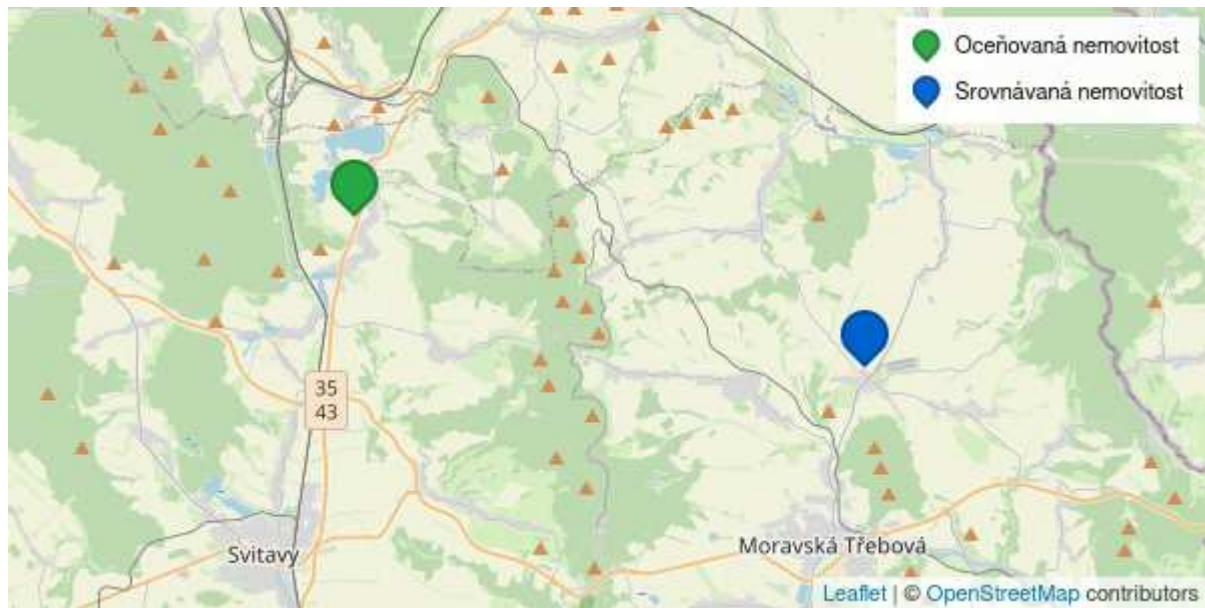 Oceňovaná nemovitost
Srovnávaná nemovitost
35
43
Svitavy
Moravská Třebová
Leaflet | © OpenStreetMap contributors